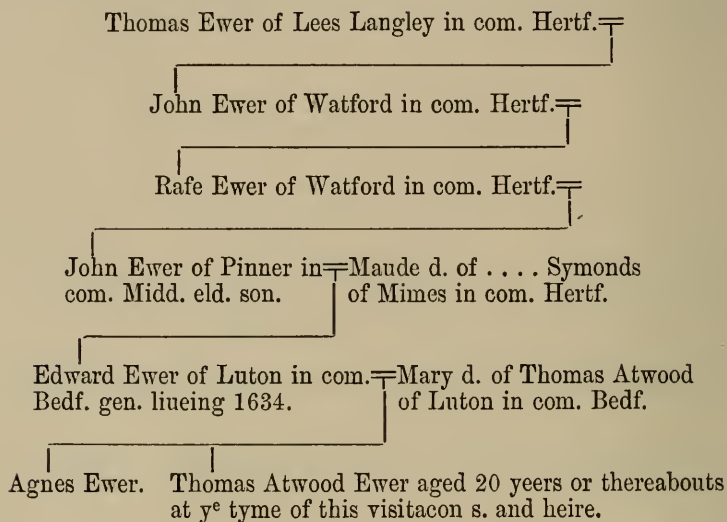 Thomas Ewer of Lees Langley in com. Hertf.
John Ewer of Watford in com. Hertf.
Rafe Ewer of Watford in com. Hertf.
John Ewer of Pinner in
com. Midd. eld. son.
Maude d. of . . . . Symonds
of Mimes in com. Hertf.
Edward Ewer of Luton in com.
Bedf. gen. liueing 1634.
Mary d. of Thomas Atwood
of Luton in com. Bedf.
Agnes Ewer.
Thomas Atwood Ewer aged 20 yeers or thereabouts
at yᵉ tyme of this visitacon s. and heire.